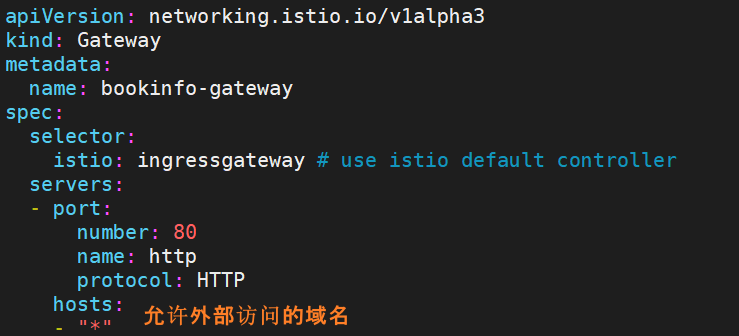 apiVersion: networking.istio.io/v1alpha3
kind: Gateway
metadata:
  name: bookinfo-gateway
spec:
  selector:
    istio: ingressgateway # use istio default controller
  servers:
  - port:
      number: 80
      name: http
      protocol: HTTP
    hosts:
    - "*" 允许外部访问的域名